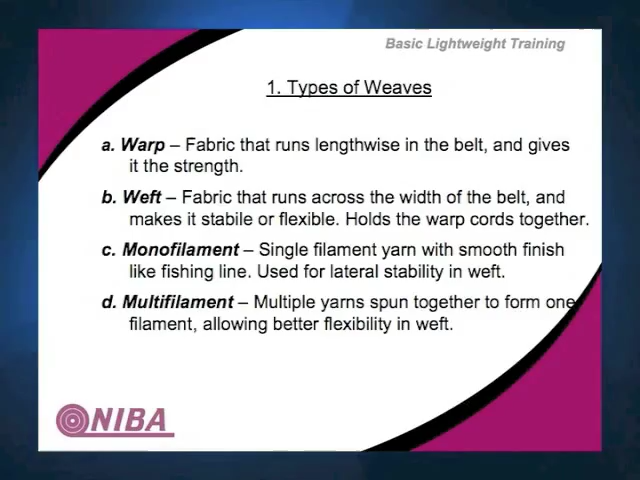 Basic Lightweight Training
1. Types of Weaves
a. Warp – Fabric that runs lengthwise in the belt, and gives
it the strength.
b. Weft – Fabric that runs across the width of the belt, and
makes it stabile or flexible. Holds the warp cords together.
c. Monofilament – Single filament yarn with smooth finish
like fishing line. Used for lateral stability in weft.
d. Multifilament – Multiple yarns spun together to form one
filament, allowing better flexibility in weft.
NIBA